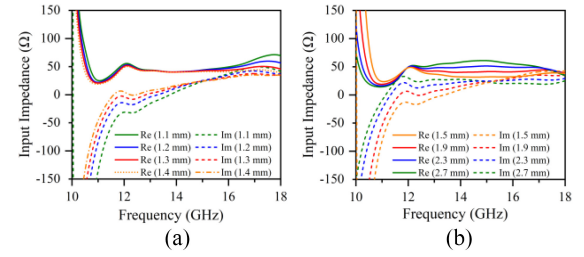 (a)
150
100
50
0
-50
-100
-150
Input Impedance (Ω)
Re (1.1 mm) Im (1.1 mm)
Re (1.2 mm) Im (1.2 mm)
Re (1.3 mm) Im (1.3 mm)
Re (1.4 mm) Im (1.4 mm)
10 12 14 16 18
Frequency (GHz)
(a)
(b)
150
100
50
0
-50
-100
-150
Input Impedance (Ω)
Re (1.5 mm) Im (1.5 mm)
Re (1.9 mm) Im (1.9 mm)
Re (2.3 mm) Im (2.3 mm)
Re (2.7 mm) Im (2.7 mm)
10 12 14 16 18
Frequency (GHz)
(b)